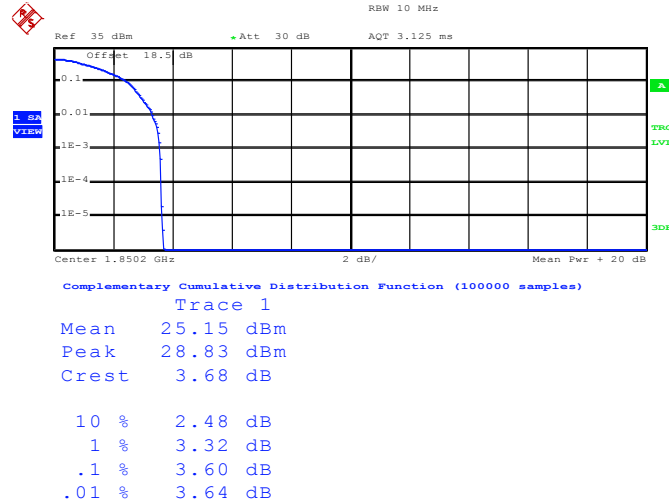 RBW 10 MHz
Ref 35 dBm * Att 30 dB AQT 3.125 ms
Offset 18.5 dB
0.1
A
0.01
1 SA
VIEW
TRG
LVL
1E-3
1E-4
1E-5
3DB
Center 1.8502 GHz 2 dB/ Mean Pwr + 20 dB
Complementary Cumulative Distribution Function (100000 samples)
Trace 1
Mean 25.15 dBm
Peak 28.83 dBm
Crest 3.68 dB
10 % 2.48 dB
1 % 3.32 dB
.1 % 3.60 dB
.01 % 3.64 dB